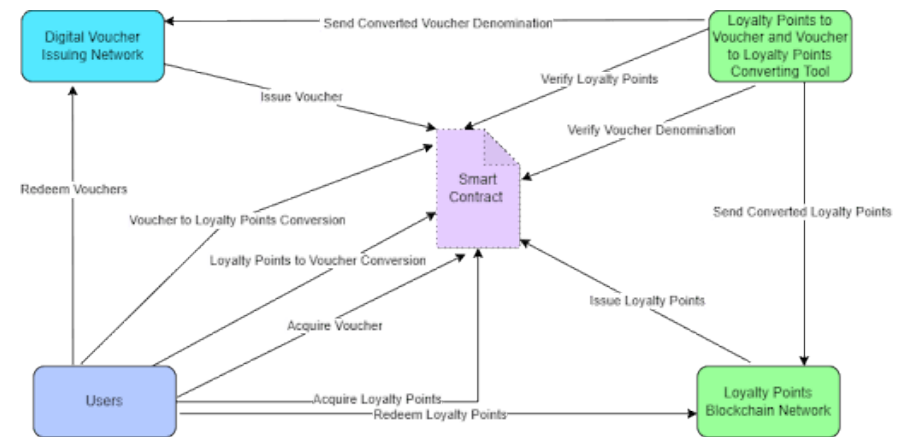 Send Converted Voucher Denomination
Loyalty Points to
Voucher and Voucher
to Loyalty Points
Converting Tool
Digital Voucher
Issuing Network
Verify Loyalty Points
Issue Voucher
Verify Voucher Denomination
Smart
Contract
Redeem Vouchers
Voucher to Loyalty Points Conversion
Send Converted Loyalty Points
Loyalty Points to Voucher Conversion
Issue Loyalty Points
Acquire Voucher
Users
Acquire Loyalty Points
Redeem Loyalty Points
Loyalty Points
Blockchain Network